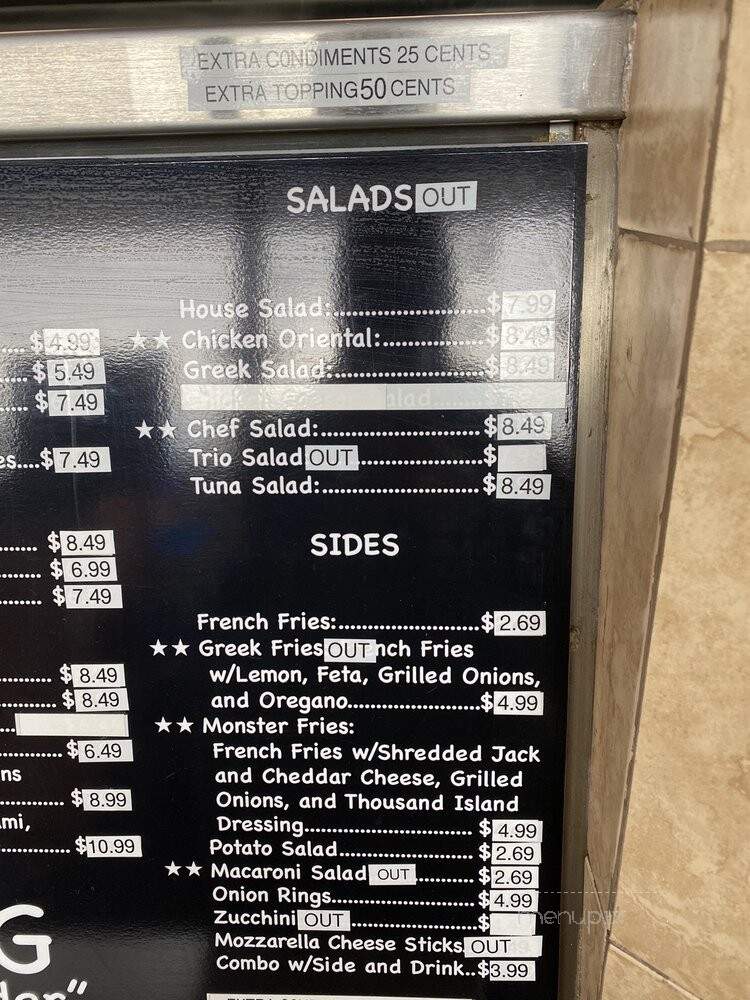 EXTRA CONDIMENTS 25 CENTS
EXTRA TOPPING 50 CENTS
SALADS OUT
House Salad:....................$7.99
★★ Chicken Oriental:..............$8.49
Greek Salad:....................$8.49
alad
★★ Chef Salad:......................$8.49
Trio Salad OUT..................$
Tuna Salad:......................$8.49
SIDES
French Fries:....................$2.69
★★ Greek Fries OUT nch Fries
w/Lemon, Feta, Grilled Onions,
and Oregano....................$4.99
★★ Monster Fries:
French Fries w/Shredded Jack
and Cheddar Cheese, Grilled
Onions, and Thousand Island
Dressing........................$4.99
Potato Salad....................$2.69
★★ Macaroni Salad OUT..........$2.69
Onion Rings......................$4.99
Zucchini OUT..................$
Mozzarella Cheese Sticks OUT
Combo w/Side and Drink..$3.99
$4.99
$5.49
$7.49
es....$7.49
$8.49
$6.99
$7.49
$8.49
$8.49
$6.49
ns
$8.99
mi,
$10.99
G
der"
menupix